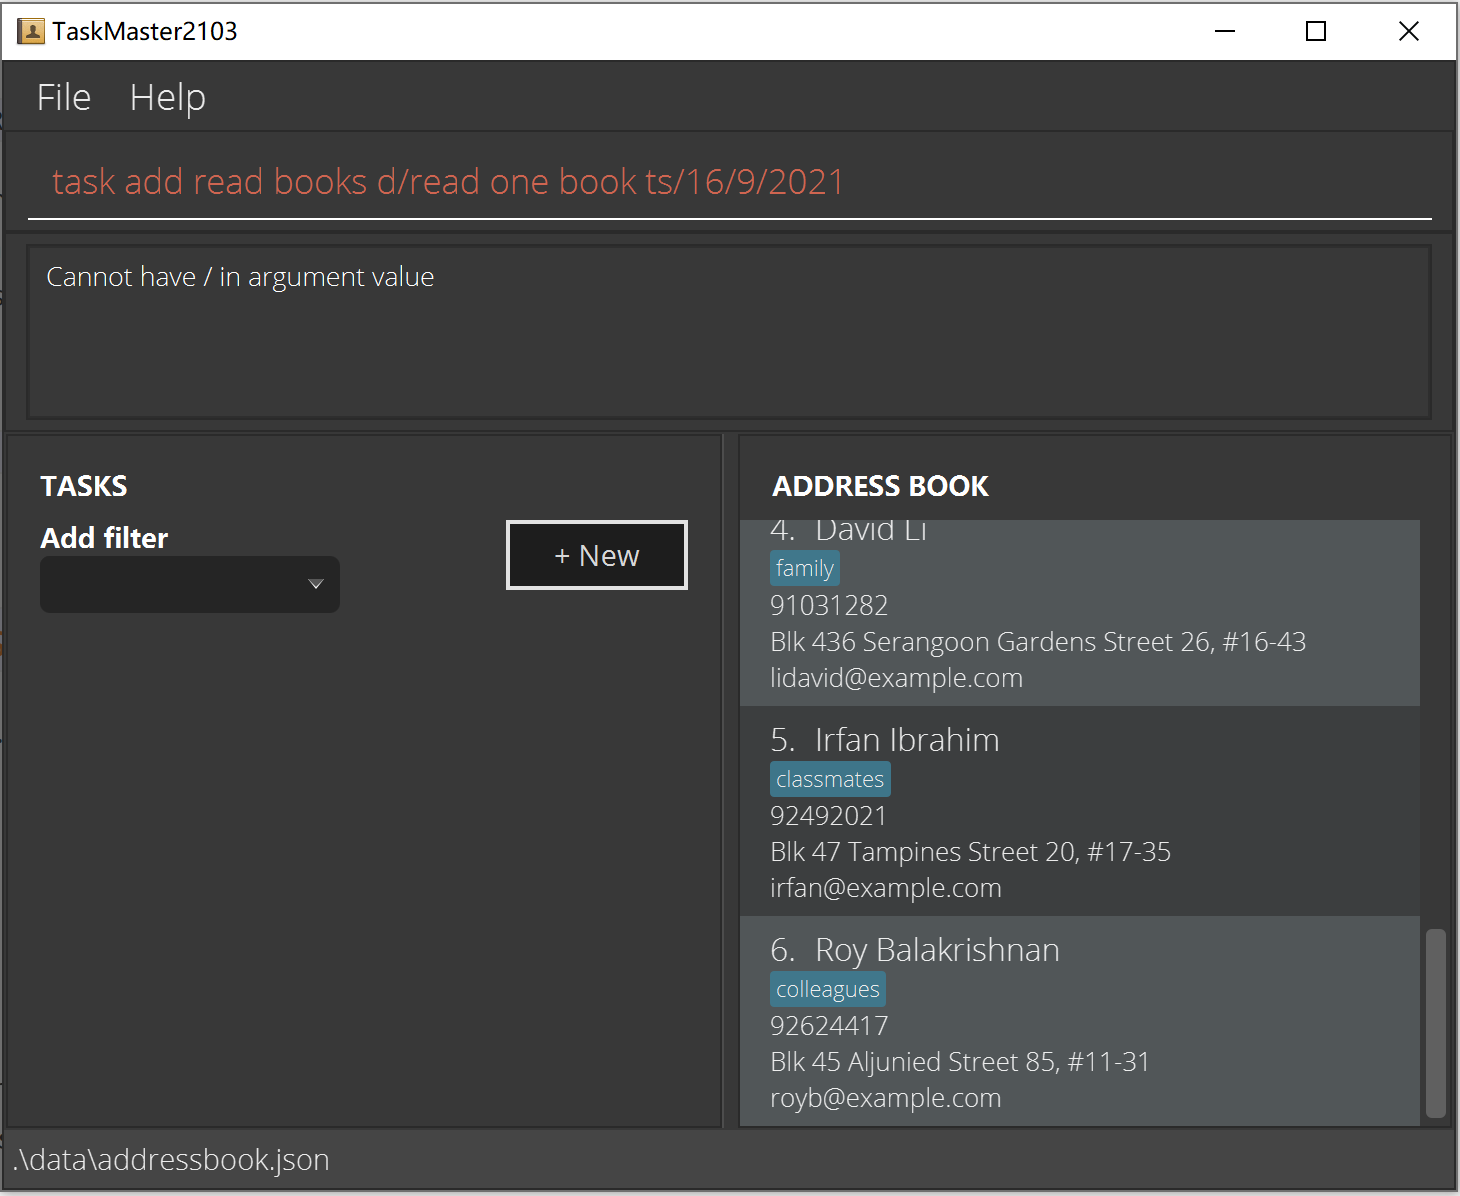 TaskMaster2103
File Help
task add read books d/read one book ts/16/9/2021
Cannot have / in argument value
TASKS
Add filter
+ New
ADDRESS BOOK
4. David Li
family
91031282
Blk 436 Serangoon Gardens Street 26, #16-43
lidavid@example.com
5. Irfan Ibrahim
classmates
92492021
Blk 47 Tampines Street 20, #17-35
irfan@example.com
6. Roy Balakrishnan
colleagues
92624417
Blk 45 Aljunied Street 85, #11-31
royb@example.com
.\data\addressbook.json